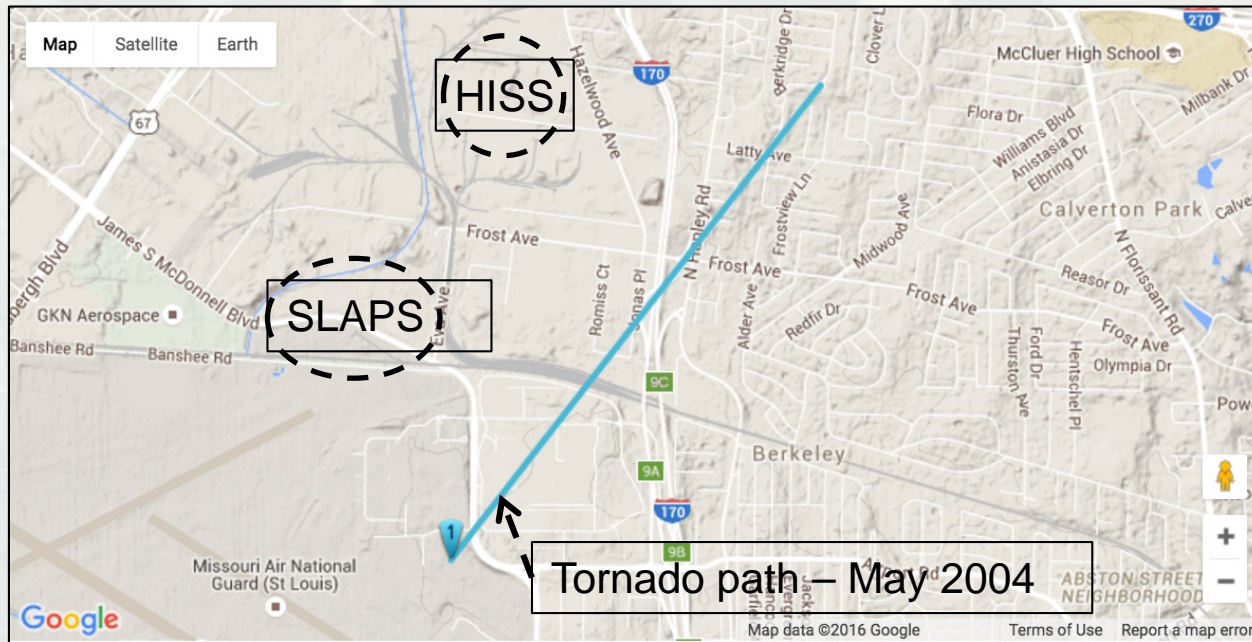 Map Satellite Earth
67
HISS
Hazelwood Ave
170
Berkridge Dr
Clover L
270
McCluer High School
Milbank Dr
Flora Dr
Williams Blvd
Anistasia Dr
Elbring Dr
Latty Ave
Frostview Ln
N Hanley Rd
Midwood Ave
Calverton Park
Calve
N Florissant Rd
James S McDonnell Blvd
Frost Ave
Frost Ave
Frost Ave
Frost Ave
Reasor Dr
Romiss Ct
Jonas Pl
Alder Ave
Redfir Dr
Ford Dr
Thurston Ave
Hentschel Pl
Olympia Dr
GKN Aerospace
SLAPS
Banshee Rd
Banshee Rd
9C
Pow
Berkeley
9A
170
1
Missouri Air National
Guard (St Louis)
9B
Tornado path – May 2004
ABSTON STREET
NEIGHBORHOOD
+
−
Google
Map data ©2016 Google
Terms of Use
Report a map error